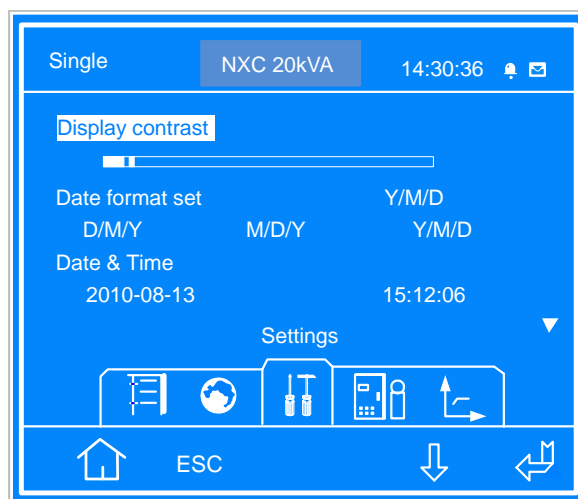 Single NXC 20kVA 14:30:36
Display contrast
Date format set Y/M/D
D/M/Y M/D/Y Y/M/D
Date & Time
2010-08-13 15:12:06
Settings
ESC